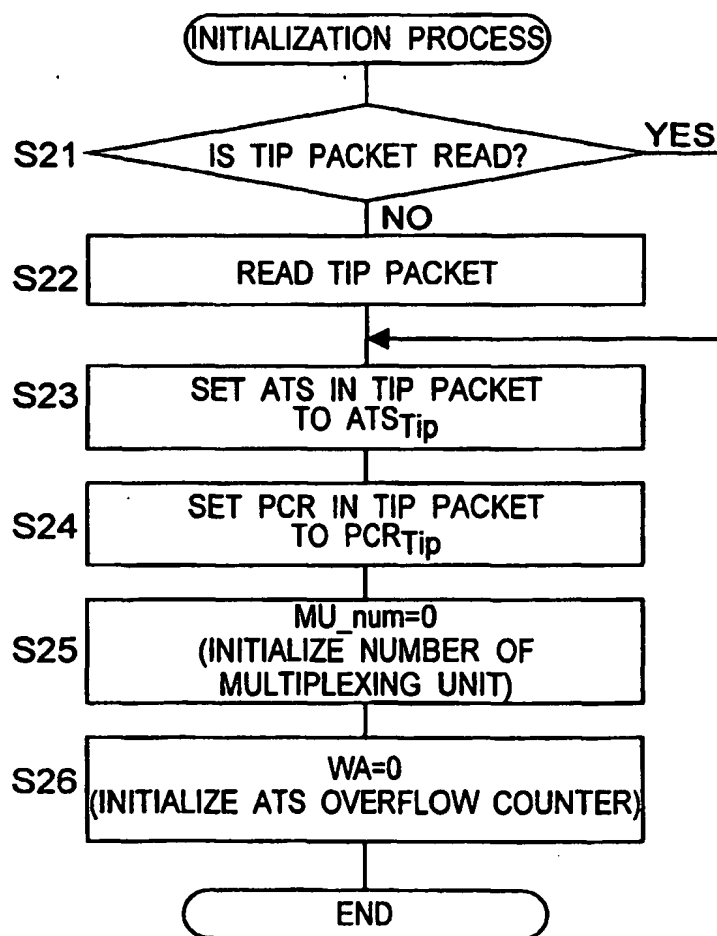 INITIALIZATION PROCESS
YES
S21
IS TIP PACKET READ?
NO
S22
READ TIP PACKET
S23
SET ATS IN TIP PACKET
TO ATSTip
S24
SET PCR IN TIP PACKET
TO PCRTip
S25
MU_num=0
(INITIALIZE NUMBER OF
MULTIPLEXING UNIT)
S26
WA=0
(INITIALIZE ATS OVERFLOW COUNTER)
END